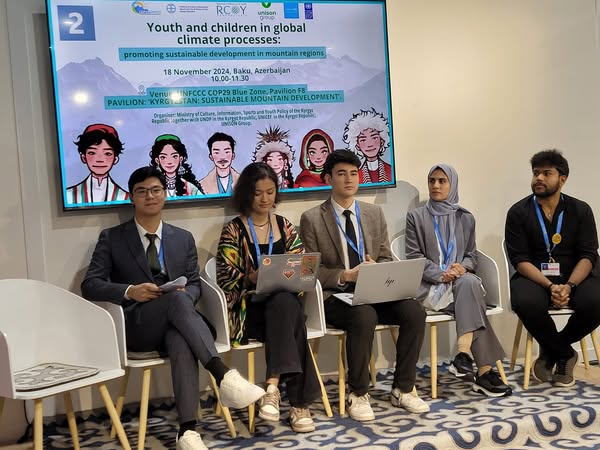 2
RCOY
unison
group
UN
DP
Youth and children in global
climate processes:
promoting sustainable development in mountain regions
18 November 2024, Baku, Azerbaijan
10.00-11.30
Venue: UNFCCC COP29 Blue Zone, Pavilion F8
PAVILION: 'KYRGYZSTAN: SUSTAINABLE MOUNTAIN DEVELOPMENT'
Organiser: Ministry of Culture, Information, Sports and Youth Policy of the Kyrgyz
Republic together with UNDP in the Kyrgyz Republic, UNICEF in the Kyrgyz Republic,
UNISON Group.
hp